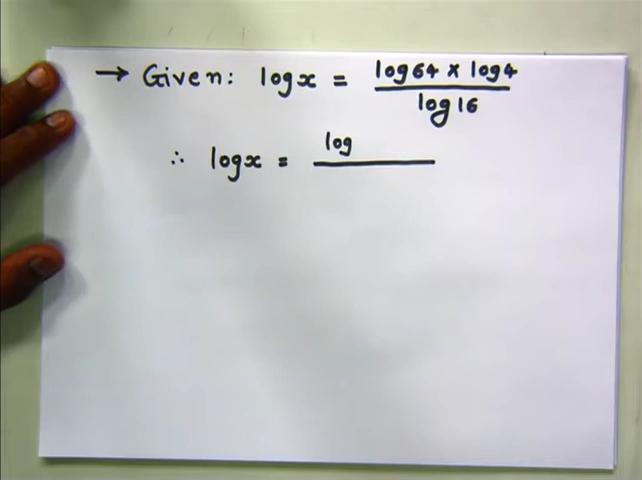 → Given: log x = log 64 × log 4 / log 16
∴ log x = log /